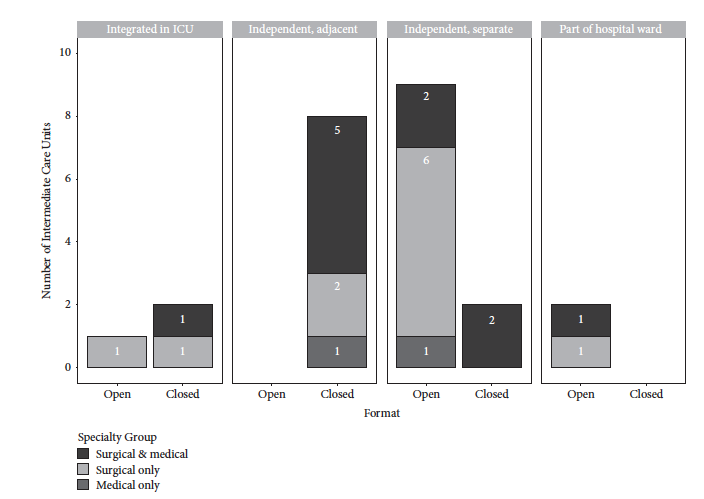 Integrated in ICU
Independent, adjacent
Independent, separate
Part of hospital ward
Number of Intermediate Care Units
10
8
6
4
2
0
1
1
1
5
2
1
2
6
1
2
1
1
Open
Closed
Open
Closed
Open
Closed
Open
Closed
Format
Specialty Group
Surgical & medical
Surgical only
Medical only